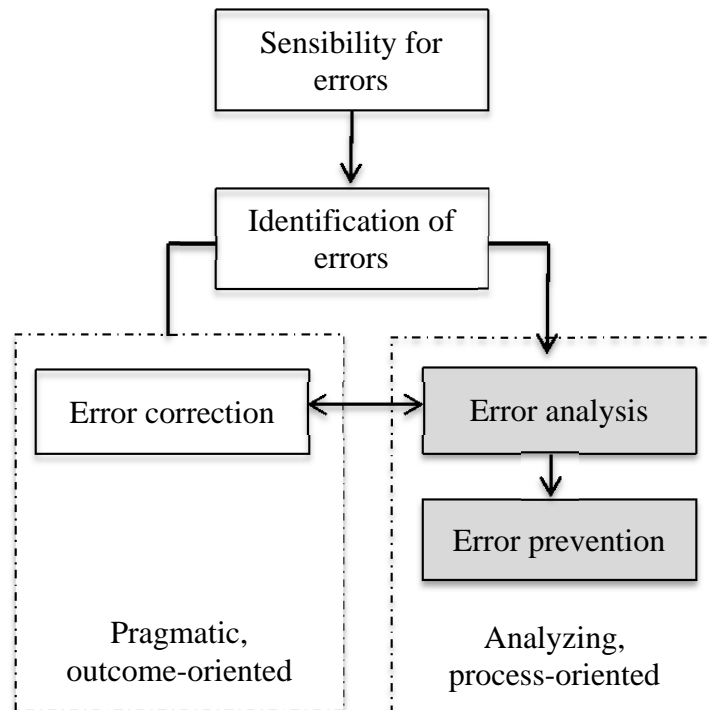 Sensibility for
errors
Identification of
errors
Error correction
Error analysis
Error prevention
Pragmatic,
outcome-oriented
Analyzing,
process-oriented